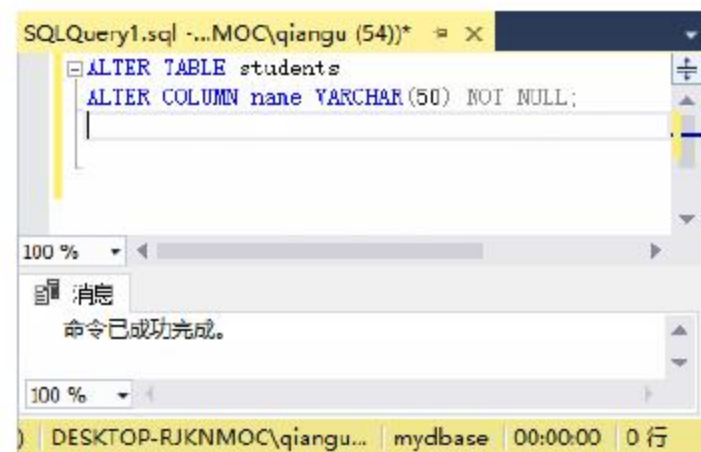 SQLQuery1.sql -...MOC\qiangu (54))*
ALTER TABLE students
ALTER COLUMN name VARCHAR(50) NOT NULL;
100 %
消息
命令已成功完成。
100 %
) DESKTOP-RJKNMOC\qiangu... mydbase 00:00:00 0 行